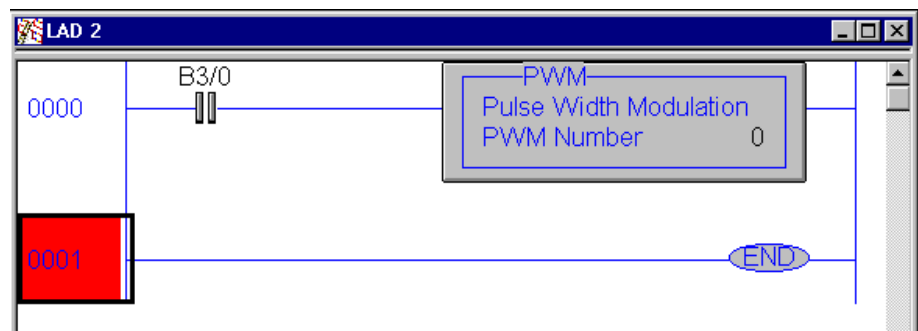 LAD 2
B3/0
0000
PWM
Pulse Width Modulation
PWM Number 0
0001
END